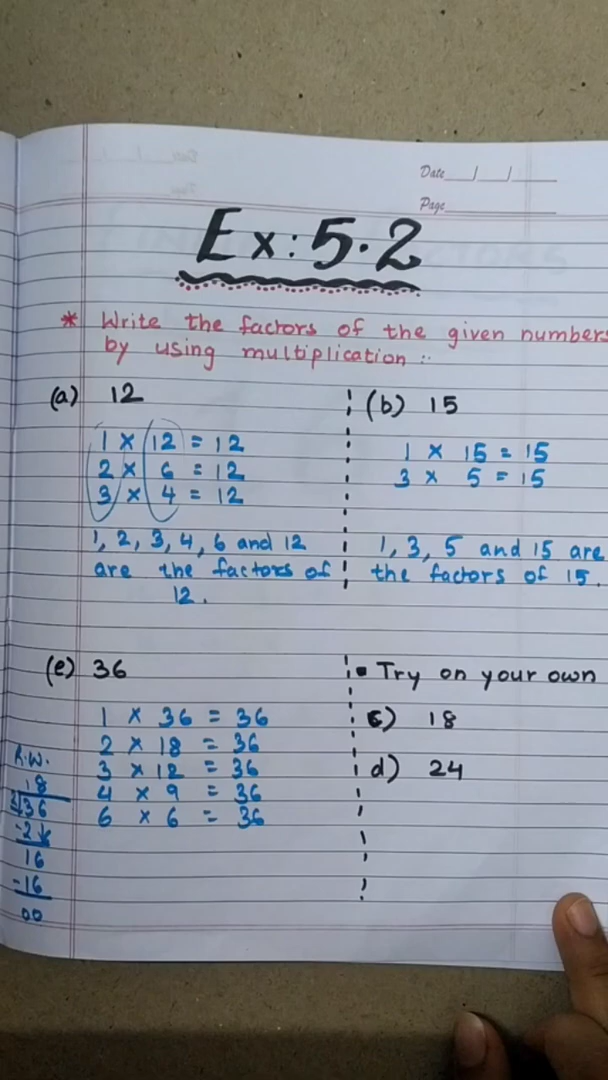 Date / /
Page
Ex: 5.2
* Write the factors of the given numbers
by using multiplication :-
(a) 12
1 x 12 = 12
2 x 6 = 12
3 x 4 = 12
1, 2, 3, 4, 6 and 12
are the factors of
12.
(b) 15
1 x 15 = 15
3 x 5 = 15
1, 3, 5 and 15 are
the factors of 15.
(e) 36
1 x 36 = 36
2 x 18 = 36
3 x 12 = 36
4 x 9 = 36
6 x 6 = 36
R.W.
18
2)36
-2↓
16
-16
00
• Try on your own
c) 18
d) 24